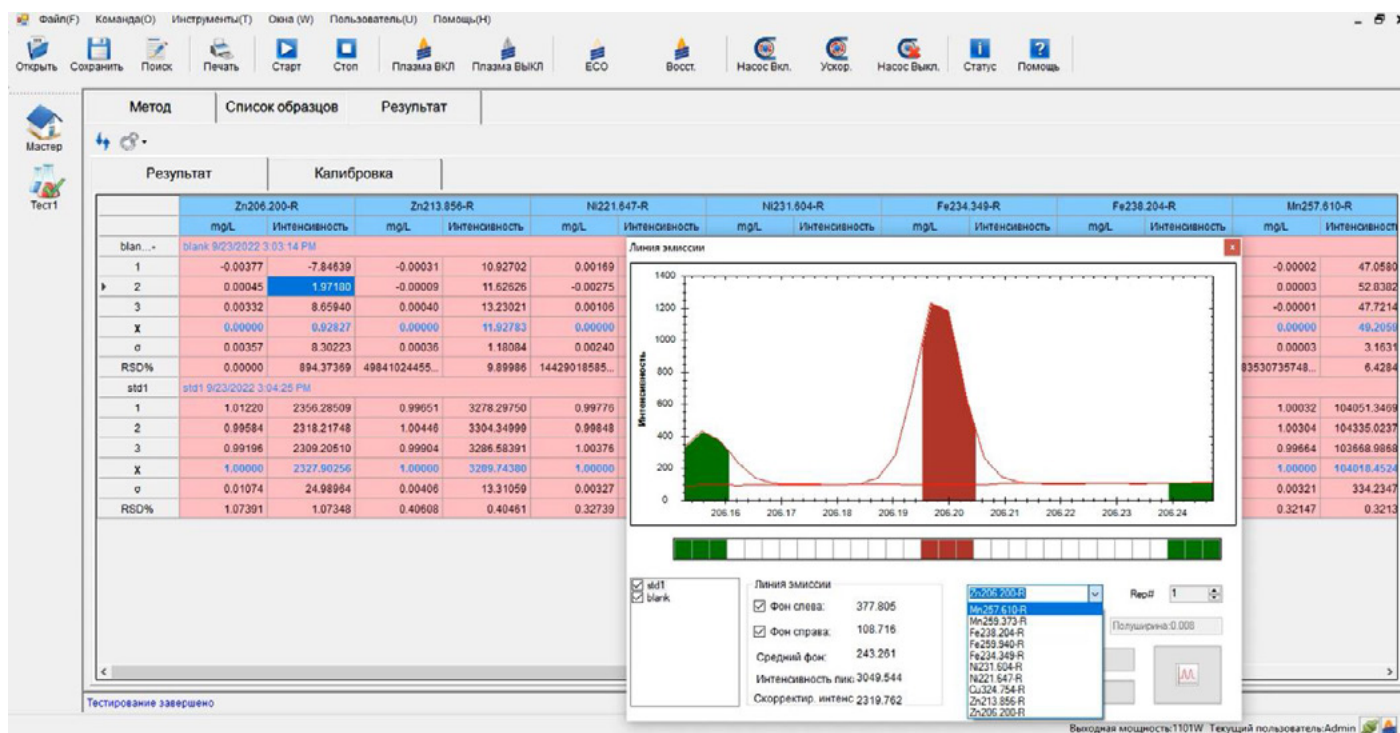 Файл(F) Команда(O) Инструменты(T) Окна (W) Пользователь(U) Помощь(H)
Открыть Сохранить Поиск Печать Старт Стоп Плазма ВКЛ Плазма ВЫКЛ ECO Восст. Насос Вкл. Ускор. Насос Выкл. Статус Помощь
Метод Список образцов Результат
Мастер
Тест1
Результат Калибровка
Zn206.200-R Zn213.856-R Ni221.647-R Ni231.604-R Fe234.349-R Fe238.204-R Mn257.610-R
mg/L Интенсивность mg/L Интенсивность mg/L Интенсивность mg/L Интенсивность mg/L Интенсивность mg/L Интенсивность mg/L Интенсивност
blan... blank 9/23/2022 3:03:14 PM
1 -0.00377 -7.84639 -0.00031 10.92702 0.00169 -0.00002 47.0580
2 0.00045 1.97180 -0.00009 11.62626 -0.00275 0.00003 52.8382
3 0.00332 8.65940 0.00040 13.23021 0.00106 -0.00001 47.7214
χ 0.00000 0.92827 0.00000 11.92783 0.00000 0.00000 49.2059
σ 0.00357 8.30223 0.00036 1.18084 0.00240 0.00003 3.1631
RSD% 0.00000 894.37369 49841024455... 9.89986 14429018585... 83530735748... 6.4284
std1 std1 9/23/2022 3:04:25 PM
1 1.01220 2356.28509 0.99651 3278.29750 0.99776 1.00032 104051.3469
2 0.99584 2318.21748 1.00446 3304.34999 0.99848 1.00304 104335.0237
3 0.99196 2309.20510 0.99904 3286.58391 1.00376 0.99664 103668.9868
χ 1.00000 2327.90256 1.00000 3289.74380 1.00000 1.00000 104018.4524
σ 0.01074 24.98964 0.00406 13.31059 0.00327 0.00321 334.2347
RSD% 1.07391 1.07348 0.40608 0.40461 0.32739 0.32147 0.3213
Линия эмиссии
Интенсивность
1400
1200
1000
800
600
400
200
0
206.16 206.17 206.18 206.19 206.20 206.21 206.22 206.23 206.24
std1
blank
Линия эмиссии
Фон слева: 377.805
Фон справа: 108.716
Средний фон: 243.261
Интенсивность пик: 3049.544
Скорректир. интенс 2319.762
Zn206.200-R
Mn257.610-R
Mn259.373-R
Fe238.204-R
Fe259.940-R
Fe234.349-R
Ni231.604-R
Ni221.647-R
Cu324.754-R
Zn213.856-R
Zn206.200-R
Rep# 1
Полуширина:0.008
Тестирование завершено
Выходная мощность:1101W Текущий пользователь:Admin